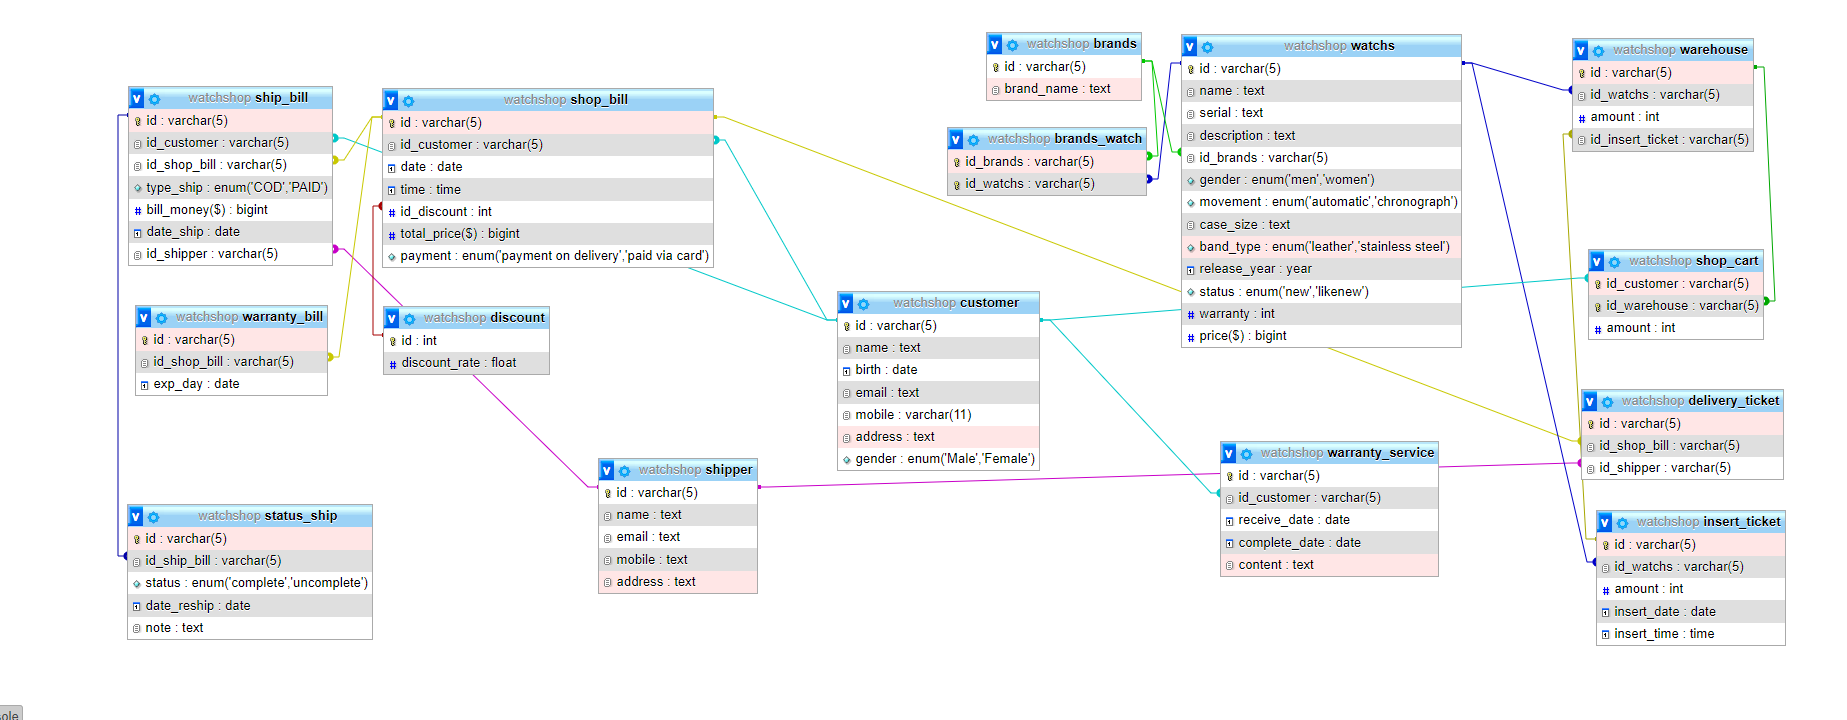 watchshop ship_bill
id : varchar(5)
id_customer : varchar(5)
id_shop_bill : varchar(5)
type_ship : enum('COD','PAID')
bill_money($) : bigint
date_ship : date
id_shipper : varchar(5)
watchshop shop_bill
id : varchar(5)
id_customer : varchar(5)
date : date
time : time
id_discount : int
total_price($) : bigint
payment : enum('payment on delivery','paid via card')
watchshop brands
id : varchar(5)
brand_name : text
watchshop brands_watch
id_brands : varchar(5)
id_watchs : varchar(5)
watchshop watchs
id : varchar(5)
name : text
serial : text
description : text
id_brands : varchar(5)
gender : enum('men','women')
movement : enum('automatic','chronograph')
case_size : text
band_type : enum('leather','stainless steel')
release_year : year
status : enum('new','likenew')
warranty : int
price($) : bigint
watchshop warehouse
id : varchar(5)
id_watchs : varchar(5)
amount : int
id_insert_ticket : varchar(5)
watchshop shop_cart
id_customer : varchar(5)
id_warehouse : varchar(5)
amount : int
watchshop warranty_bill
id : varchar(5)
id_shop_bill : varchar(5)
exp_day : date
watchshop discount
id : int
discount_rate : float
watchshop customer
id : varchar(5)
name : text
birth : date
email : text
mobile : varchar(11)
address : text
gender : enum('Male','Female')
watchshop delivery_ticket
id : varchar(5)
id_shop_bill : varchar(5)
id_shipper : varchar(5)
watchshop shipper
id : varchar(5)
name : text
email : text
mobile : text
address : text
watchshop warranty_service
id : varchar(5)
id_customer : varchar(5)
receive_date : date
complete_date : date
content : text
watchshop status_ship
id : varchar(5)
id_ship_bill : varchar(5)
status : enum('complete','uncomplete')
date_reship : date
note : text
watchshop insert_ticket
id : varchar(5)
id_watchs : varchar(5)
amount : int
insert_date : date
insert_time : time